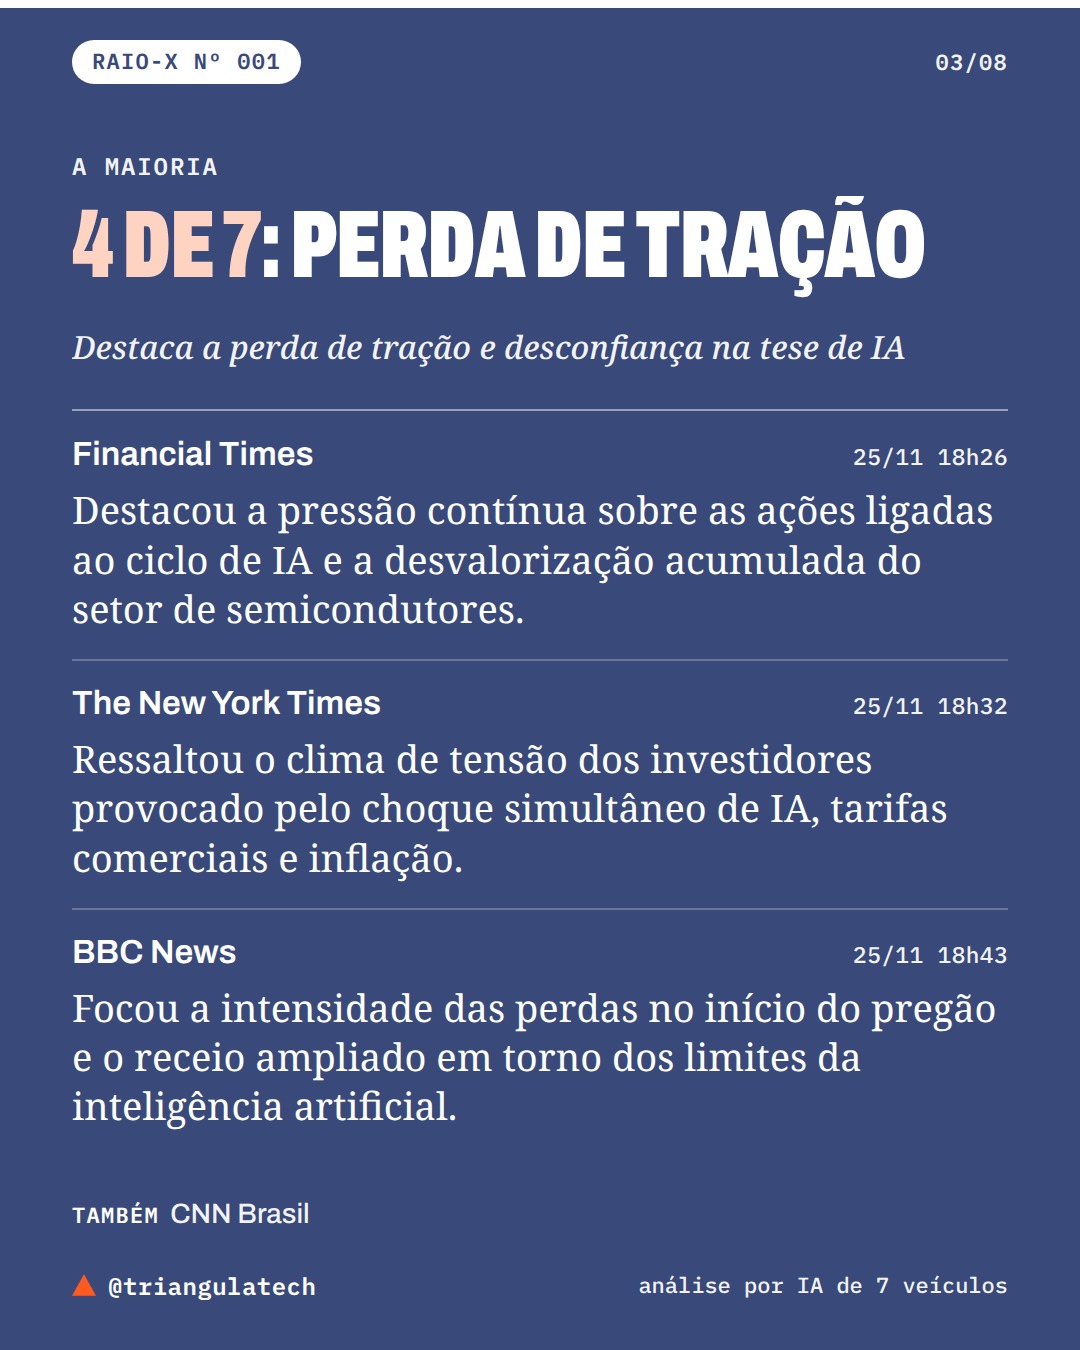 RAIO-X Nº 001
03/08
A MAIORIA
4 DE 7: PERDA DE TRAÇÃO
Destaca a perda de tração e desconfiança na tese de IA
Financial Times
25/11 18h26
Destacou a pressão contínua sobre as ações ligadas
ao ciclo de IA e a desvalorização acumulada do
setor de semicondutores.
The New York Times
25/11 18h32
Ressaltou o clima de tensão dos investidores
provocado pelo choque simultâneo de IA, tarifas
comerciais e inflação.
BBC News
25/11 18h43
Focou a intensidade das perdas no início do pregão
e o receio ampliado em torno dos limites da
inteligência artificial.
TAMBÉM CNN Brasil
@triangulatech
análise por IA de 7 veículos